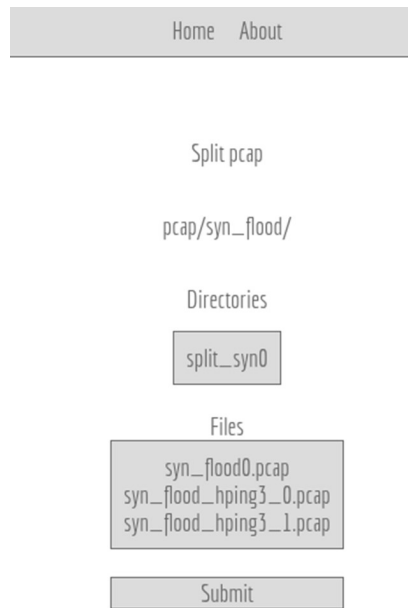 Home About
Split pcap
pcap/syn_flood/
Directories
split_syn0
Files
syn_flood0.pcap
syn_flood_hping3_0.pcap
syn_flood_hping3_1.pcap
Submit